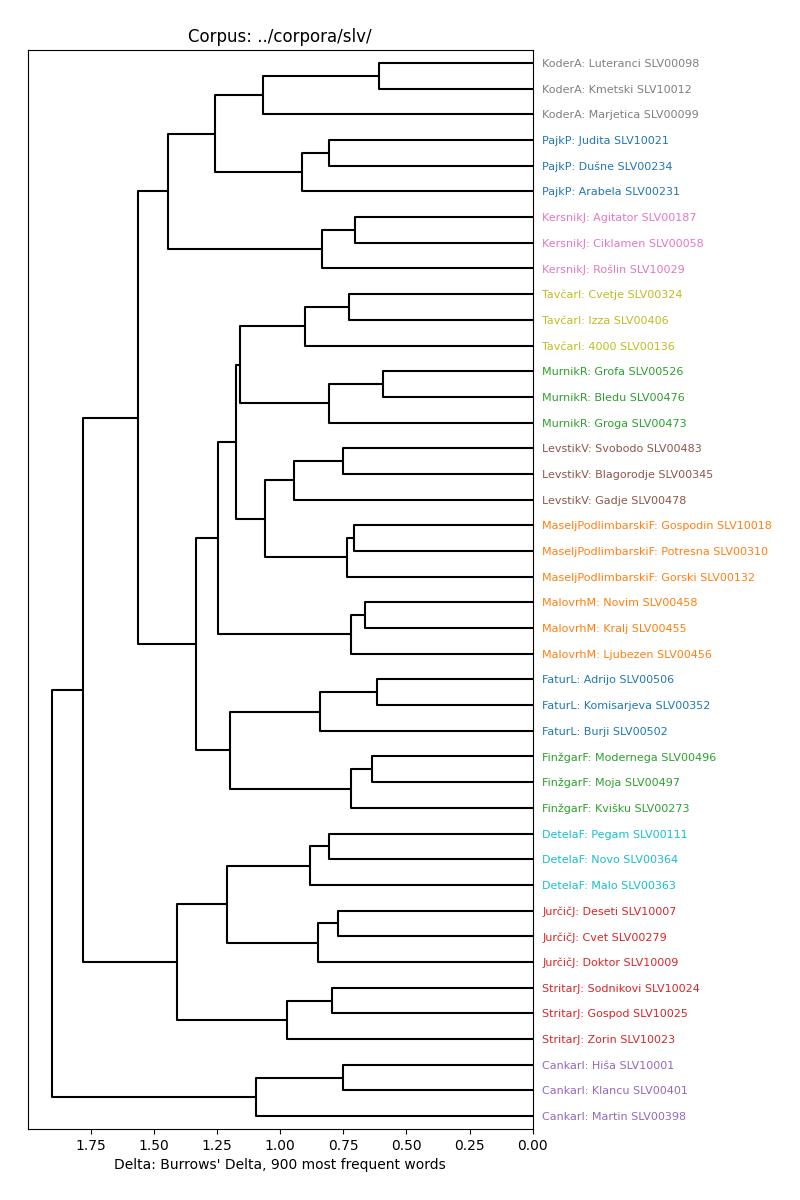 Corpus: ../corpora/slv/
KoderA: Luteranci SLV00098
KoderA: Kmetski SLV10012
KoderA: Marjetica SLV00099
PajkP: Judita SLV10021
PajkP: Dušne SLV00234
PajkP: Arabela SLV00231
KersnikJ: Agitator SLV00187
KersnikJ: Ciklamen SLV00058
KersnikJ: Rošlin SLV10029
TavčarI: Cvetje SLV00324
TavčarI: Izza SLV00406
TavčarI: 4000 SLV00136
MurnikR: Grofa SLV00526
MurnikR: Bledu SLV00476
MurnikR: Groga SLV00473
LevstikV: Svobodo SLV00483
LevstikV: Blagorodje SLV00345
LevstikV: Gadje SLV00478
MaseljPodlimbarskiF: Gospodin SLV10018
MaseljPodlimbarskiF: Potresna SLV00310
MaseljPodlimbarskiF: Gorski SLV00132
MalovrhM: Novim SLV00458
MalovrhM: Kralj SLV00455
MalovrhM: Ljubezen SLV00456
FaturL: Adrijo SLV00506
FaturL: Komisarjeva SLV00352
FaturL: Burji SLV00502
FinžgarF: Modernega SLV00496
FinžgarF: Moja SLV00497
FinžgarF: Kvišku SLV00273
DetelaF: Pegam SLV00111
DetelaF: Novo SLV00364
DetelaF: Malo SLV00363
JurčičJ: Deseti SLV10007
JurčičJ: Cvet SLV00279
JurčičJ: Doktor SLV10009
StritarJ: Sodnikovi SLV10024
StritarJ: Gospod SLV10025
StritarJ: Zorin SLV10023
CankarI: Hiša SLV10001
CankarI: Klancu SLV00401
CankarI: Martin SLV00398
1.75 1.50 1.25 1.00 0.75 0.50 0.25 0.00
Delta: Burrows' Delta, 900 most frequent words